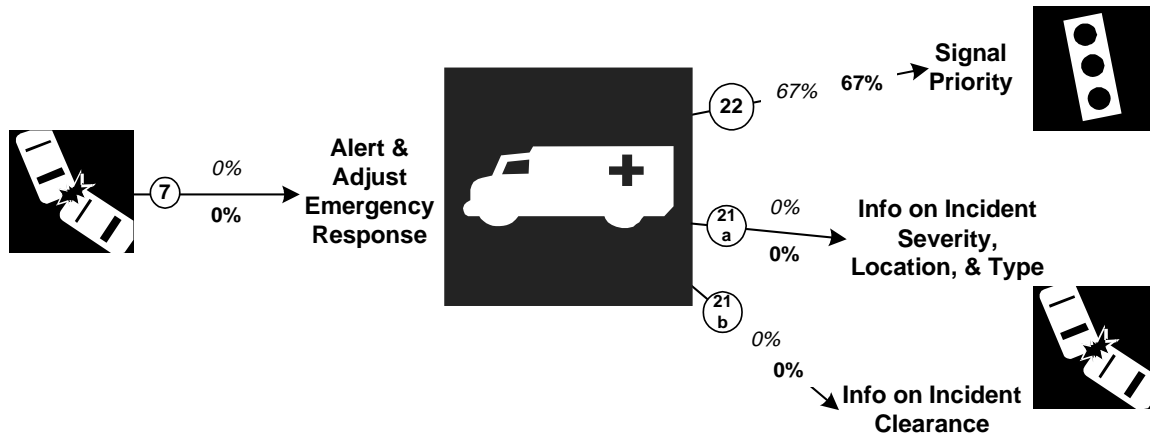 7
0%
0%
Alert &
Adjust
Emergency
Response
22
67%
67%
Signal
Priority
21
a
0%
0%
Info on Incident
Severity,
Location, & Type
21
b
0%
0%
Info on Incident
Clearance